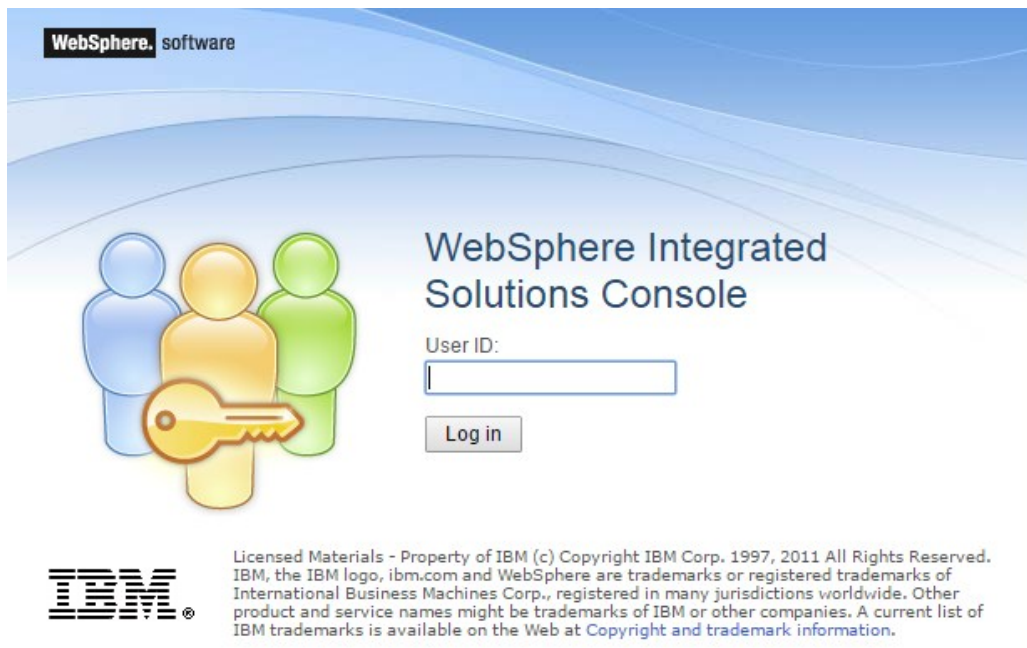 WebSphere. software
WebSphere Integrated
Solutions Console
User ID:
Log in
Licensed Materials - Property of IBM (c) Copyright IBM Corp. 1997, 2011 All Rights Reserved.
IBM, the IBM logo, ibm.com and WebSphere are trademarks or registered trademarks of
International Business Machines Corp., registered in many jurisdictions worldwide. Other
product and service names might be trademarks of IBM or other companies. A current list of
IBM trademarks is available on the Web at Copyright and trademark information.
IBM®